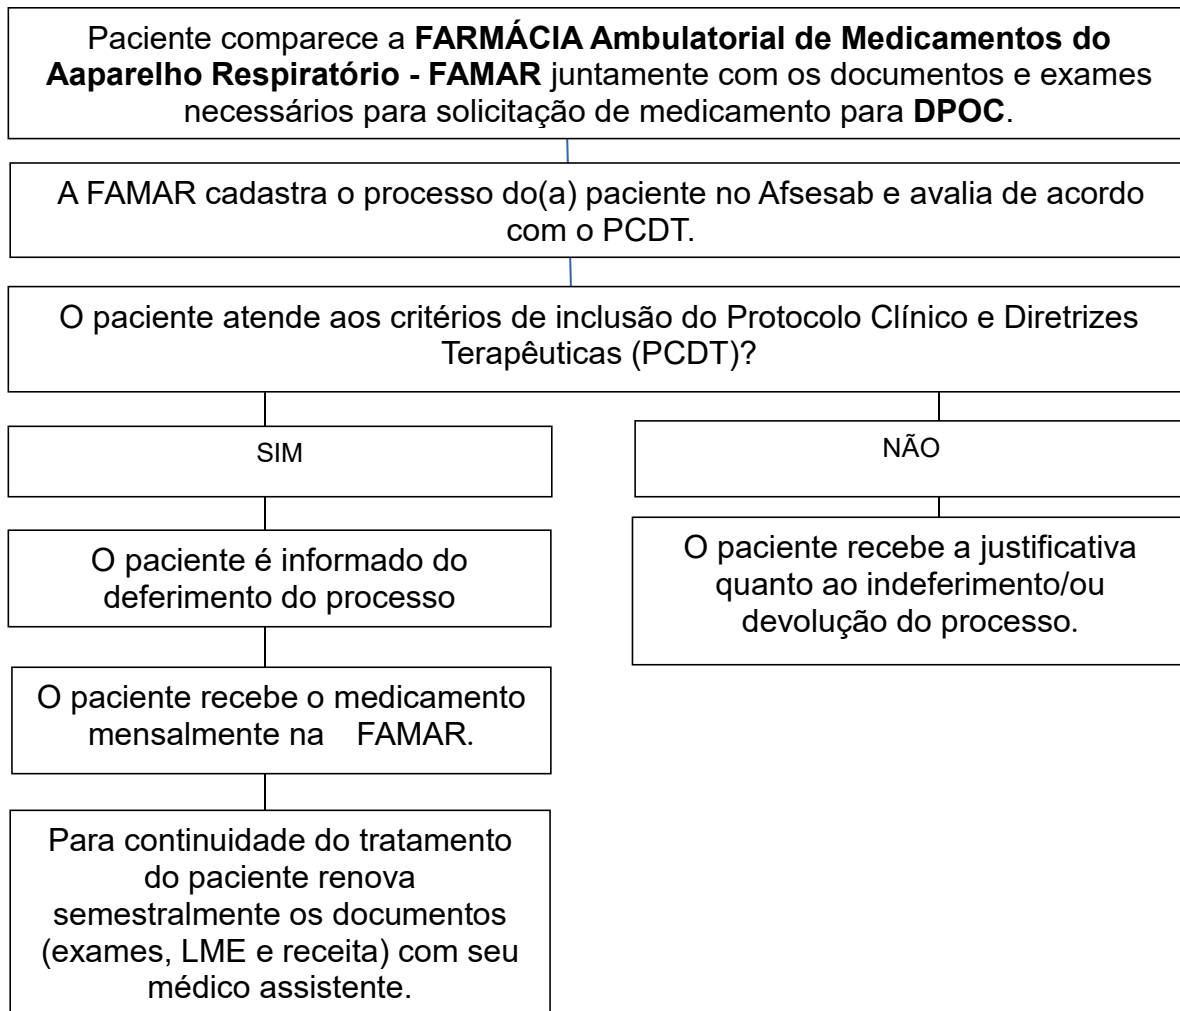 Paciente comparece a FARMÁCIA Ambulatorial de Medicamentos do
Aaparelho Respiratório - FAMAR juntamente com os documentos e exames
necessários para solicitação de medicamento para DPOC.
A FAMAR cadastra o processo do(a) paciente no Afsesab e avalia de acordo
com o PCDT.
O paciente atende aos critérios de inclusão do Protocolo Clínico e Diretrizes
Terapêuticas (PCDT)?
SIM
O paciente é informado do
deferimento do processo
O paciente recebe o medicamento
mensalmente na FAMAR.
Para continuidade do tratamento
do paciente renova
semestralmente os documentos
(exames, LME e receita) com seu
médico assistente.
NÃO
O paciente recebe a justificativa
quanto ao indeferimento/ou
devolução do processo.